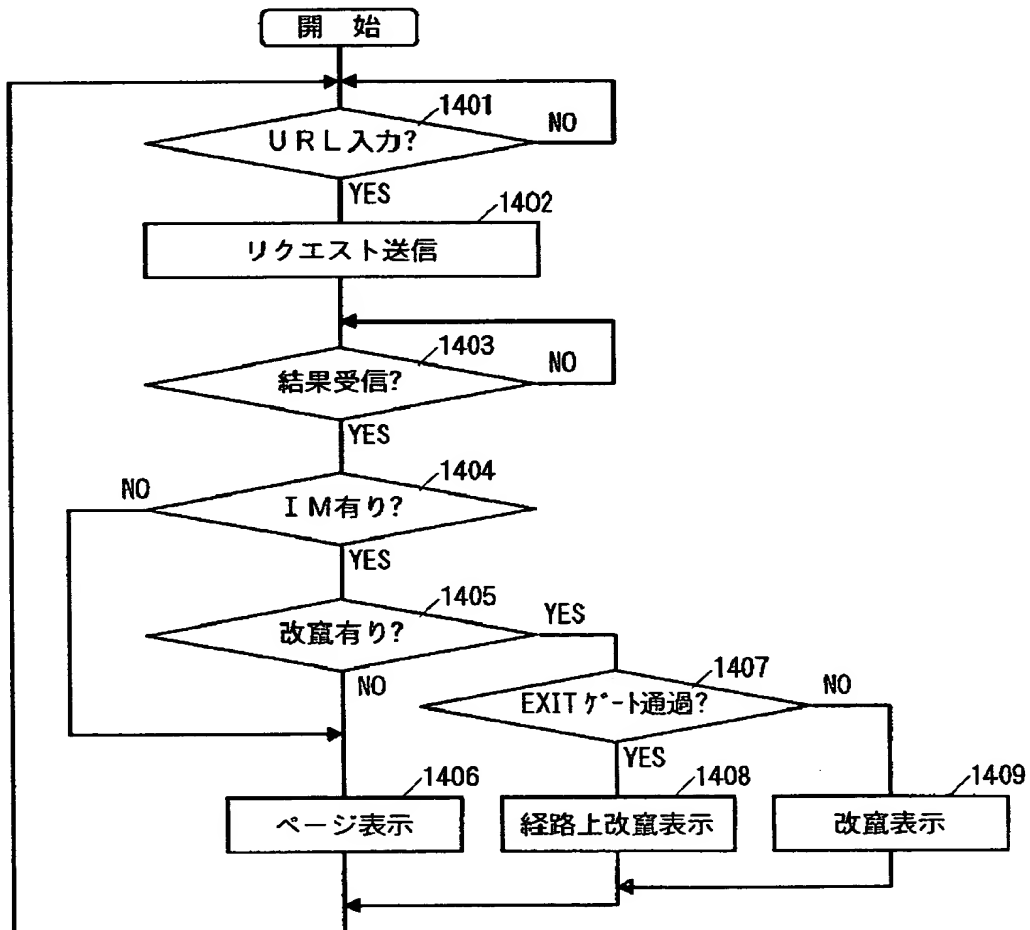 開 始
1401
URL入力?
NO
YES
1402
リクエスト送信
1403
結果受信?
NO
YES
1404
NO
IM有り?
YES
1405
改竄有り?
YES
NO
1407
EXITゲート通過?
NO
YES
1406
ページ表示
1408
経路上改竄表示
1409
改竄表示